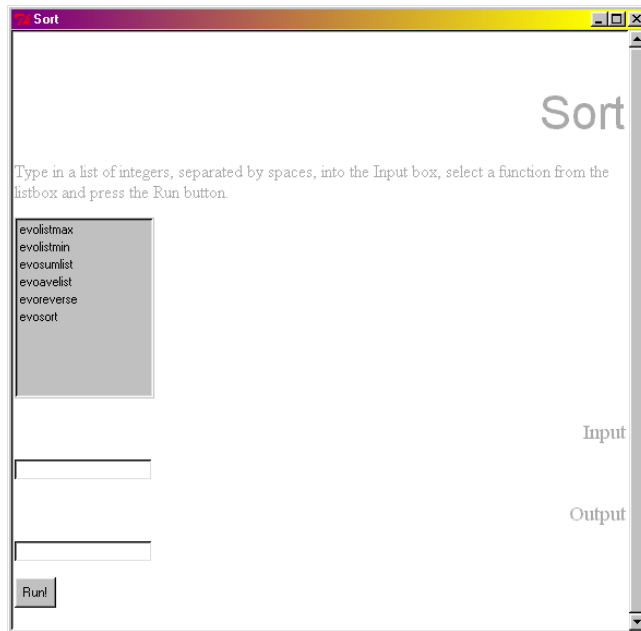 Sort
Sort
Type in a list of integers, separated by spaces, into the Input box, select a function from the
listbox and press the Run button.
evolistmax
evolistmin
evosumlist
evoavelist
evoreverse
evosort
Input
Output
Run!